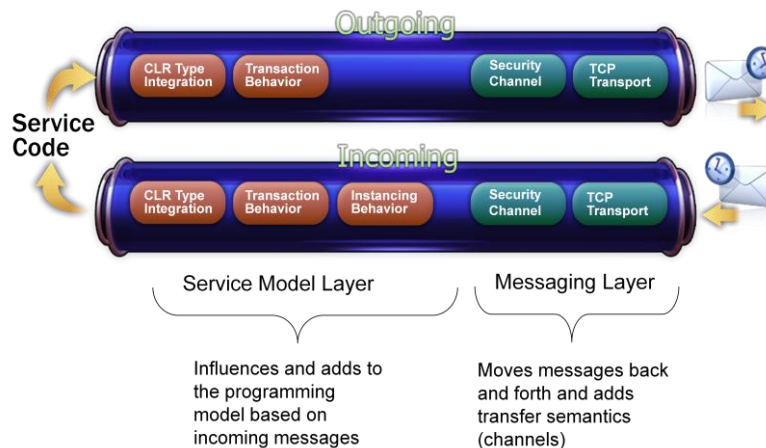 Outgoing
CLR Type
Integration
Transaction
Behavior
Security
Channel
TCP
Transport
Service
Code
Incoming
CLR Type
Integration
Transaction
Behavior
Instancing
Behavior
Security
Channel
TCP
Transport
Service Model Layer
Messaging Layer
Influences and adds to
the programming
model based on
incoming messages
Moves messages back
and forth and adds
transfer semantics
(channels)